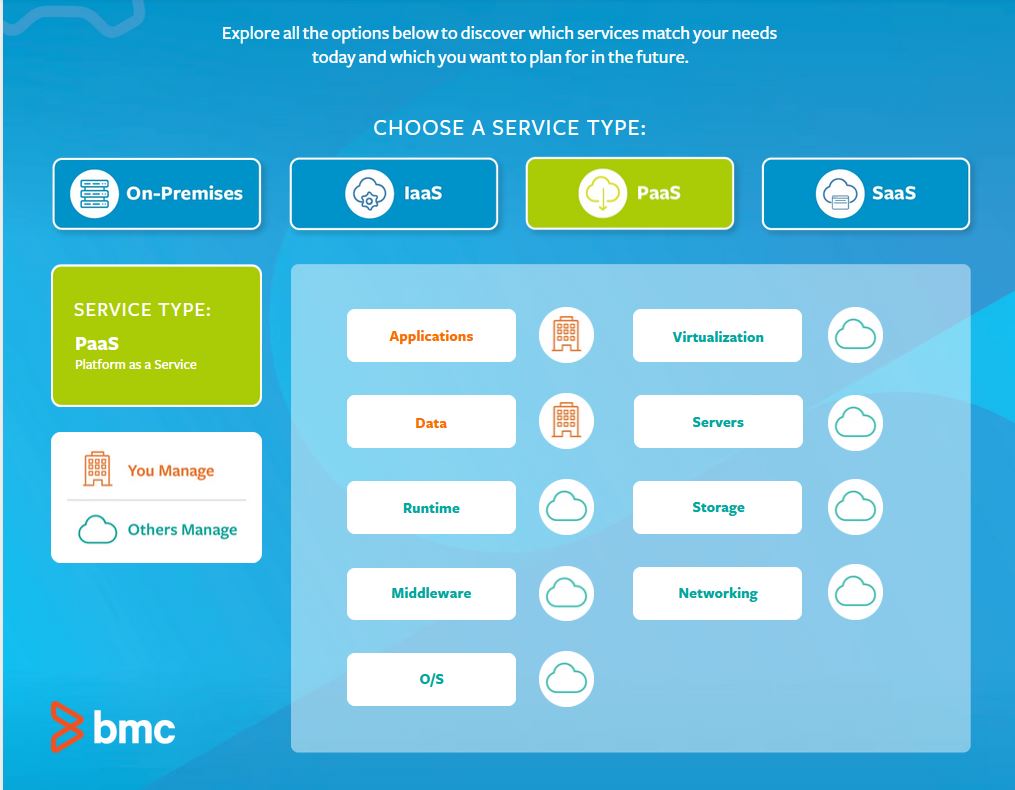 Explore all the options below to discover which services match your needs
today and which you want to plan for in the future.
CHOOSE A SERVICE TYPE:
On-Premises
IaaS
PaaS
SaaS
SERVICE TYPE:
PaaS
Platform as a Service
You Manage
Others Manage
Applications
Virtualization
Data
Servers
Runtime
Storage
Middleware
Networking
O/S
bmc